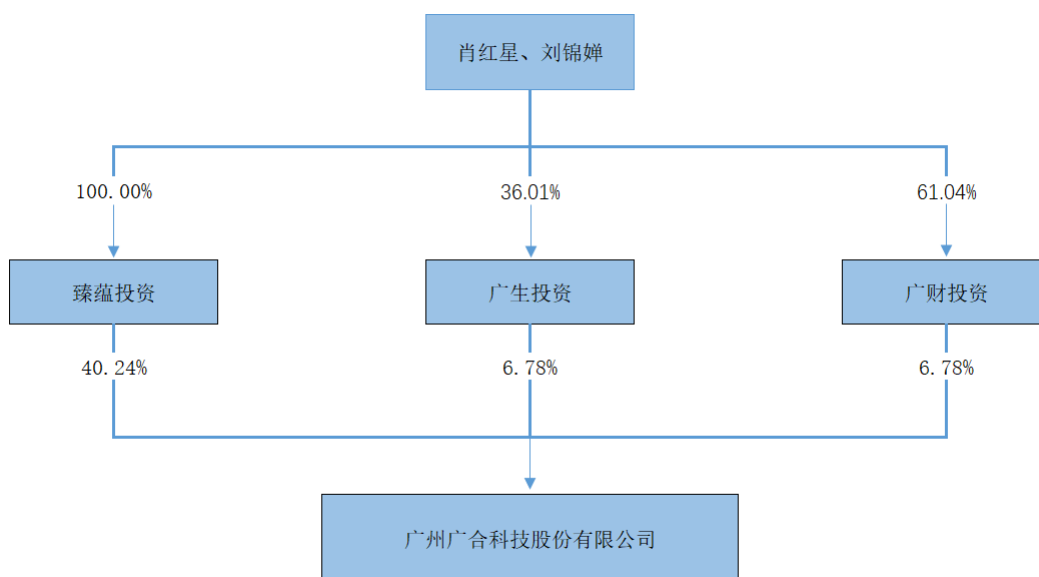 肖红星、刘锦婵
100.00%
36.01%
61.04%
臻蕴投资
广生投资
广财投资
40.24%
6.78%
6.78%
广州广合科技股份有限公司